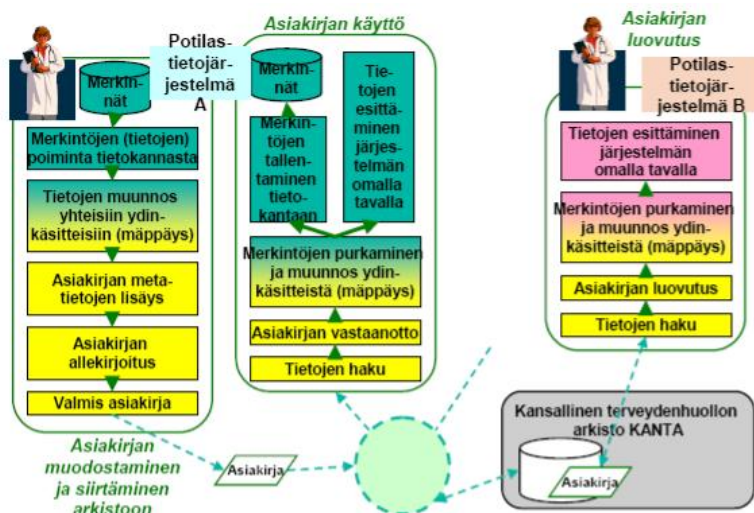 Potilas-
tietojär-
jestelmä
A
Merkin-
nät
Merkintöjen (tietojen)
poiminta tietokannasta
Tietojen muunnos
yhteisiin ydin-
käsitteisiin (mäppäys)
Asiakirjan meta-
tietojen lisäys
Asiakirjan
allekirjoitus
Valmis asiakirja
Asiakirjan
muodostaminen
ja siirtäminen
arkistoon
Asiakirjan käyttö
Merkin-
nät
Merkin-
töjen
tallen-
taminen
tieto-
kantaan
Tie-
tojen
esittä-
minen
järjes-
telmän
omalla
tavalla
Merkintöjen purkaminen
ja muunnos ydin-
käsitteistä (mäppäys)
Asiakirjan vastaanotto
Tietojen haku
Asiakirja
Asiakirjan
luovutus
Potilas-
tietojär-
jestelmä B
Tietojen esittäminen
järjestelmän
omalla tavalla
Merkintöjen purkaminen
ja muunnos ydin-
käsitteistä (mäppäys)
Asiakirjan luovutus
Tietojen haku
Kansallinen terveydenhuollon
arkisto KANTA
Asiakirja